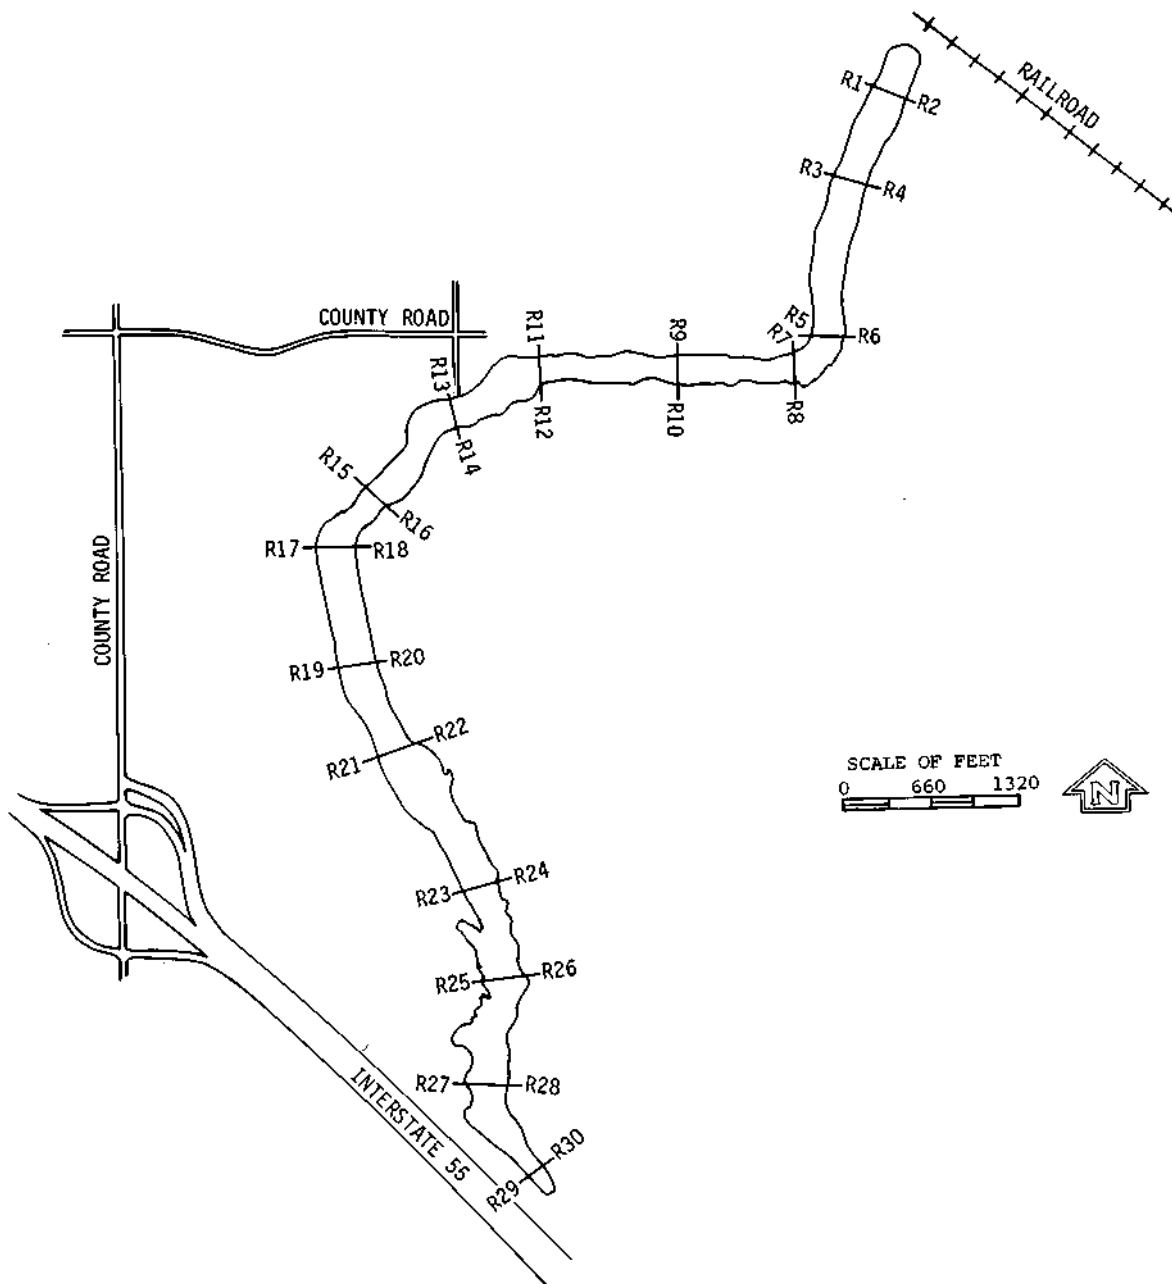 RAILROAD
R1
R2
R3
R4
COUNTY ROAD
R5
R6
R7
R8
R9
R10
R11
R12
R13
R14
R15
R16
R17
R18
COUNTY ROAD
R19
R20
R21
R22
SCALE OF FEET
0 660 1320
N
R23
R24
R25
R26
R27
R28
INTERSTATE 55
R29
R30